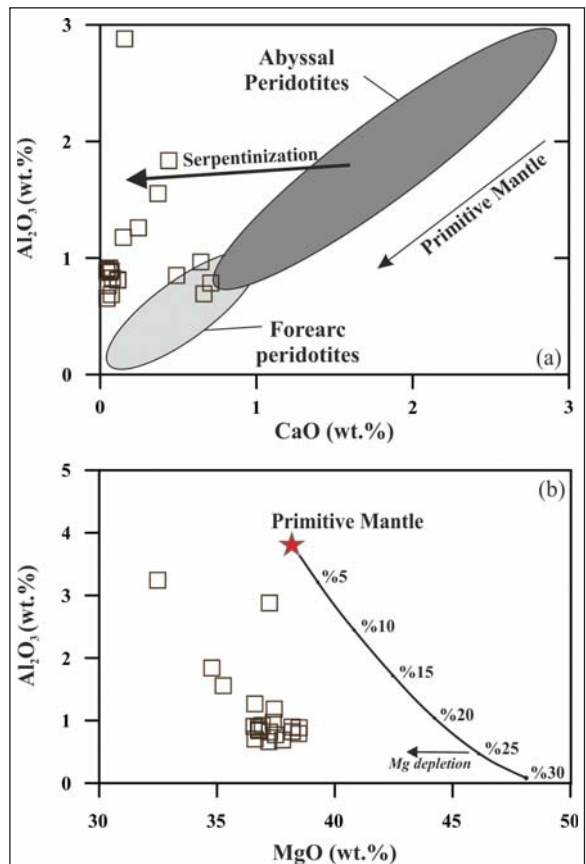 3
2
1
0
Al₂O₃ (wt.%)
Abyssal
Peridotites
Serpentinization
Primitive Mantle
Forearc
peridotites
(a)
0
1
2
3
CaO (wt.%)
5
4
3
2
1
0
Al₂O₃ (wt.%)
(b)
Primitive Mantle
%5
%10
%15
%20
%25
%30
Mg depletion
30
35
40
45
50
MgO (wt.%)